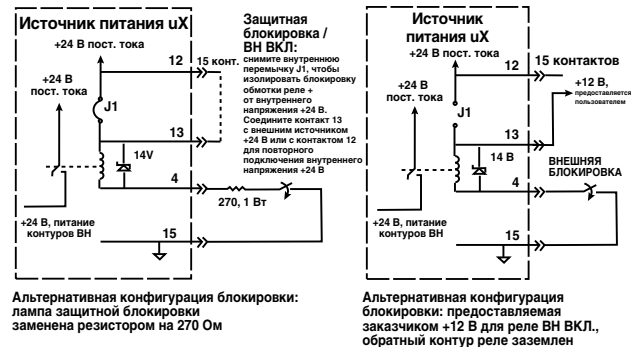 Источник питания uX
+24 В пост. тока
+24 В
пост. тока
J1
12
15 конт.
13
14V
4
270, 1 Вт
+24 В, питание
контуров ВН
15
Защитная
блокировка /
ВН ВКЛ:
снимите внутреннюю
перемычку J1, чтобы
изолировать блокировку
обмотки реле +
от внутреннего
напряжения +24 В.
Соедините контакт 13
с внешним источником
+24 В или с контактом 12
для повторного
подключения внутреннего
напряжения +24 В
Альтернативная конфигурация блокировки:
лампа защитной блокировки
заменена резистором на 270 Ом
Источник
питания uX
+24 В пост. тока
+24 В
пост. тока
J1
12
15 контактов
+12 В,
предоставляется
пользователем
13
14 В
ВНЕШНЯЯ
БЛОКИРОВКА
4
+24 В, питание
контуров ВН
15
Альтернативная конфигурация
блокировки: предоставляемая
заказчиком +12 В для реле ВН ВКЛ.,
обратный контур реле заземлен